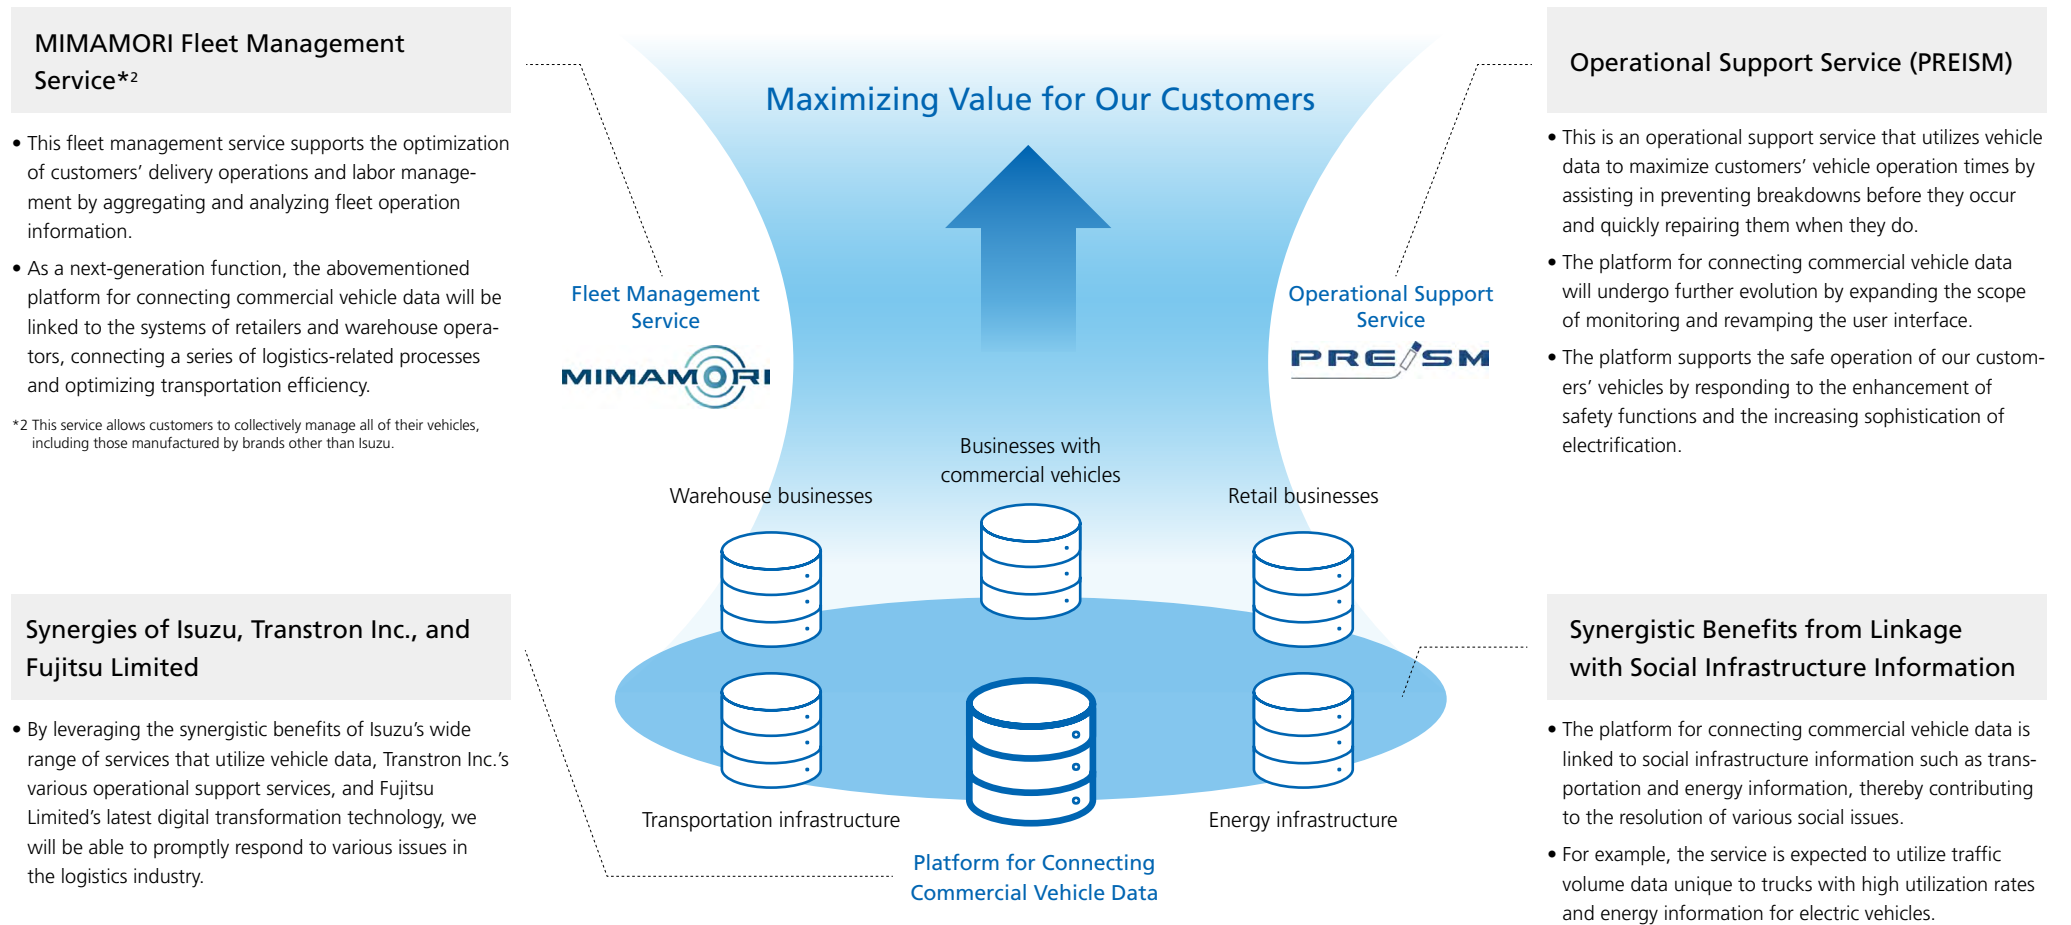 MIMAMORI Fleet Management
Service*2
• This fleet management service supports the optimization
of customers’ delivery operations and labor manage-
ment by aggregating and analyzing fleet operation
information.
• As a next-generation function, the abovementioned
platform for connecting commercial vehicle data will be
linked to the systems of retailers and warehouse opera-
tors, connecting a series of logistics-related processes
and optimizing transportation efficiency.
*2 This service allows customers to collectively manage all of their vehicles,
including those manufactured by brands other than Isuzu.
Synergies of Isuzu, Transtron Inc., and
Fujitsu Limited
• By leveraging the synergistic benefits of Isuzu’s wide
range of services that utilize vehicle data, Transtron Inc.’s
various operational support services, and Fujitsu
Limited’s latest digital transformation technology, we
will be able to promptly respond to various issues in
the logistics industry.
Maximizing Value for Our Customers
Fleet Management
Service
MIMAMORI
Operational Support
Service
PREISM
Businesses with
commercial vehicles
Warehouse businesses
Retail businesses
Transportation infrastructure
Energy infrastructure
Platform for Connecting
Commercial Vehicle Data
Operational Support Service (PREISM)
• This is an operational support service that utilizes vehicle
data to maximize customers’ vehicle operation times by
assisting in preventing breakdowns before they occur
and quickly repairing them when they do.
• The platform for connecting commercial vehicle data
will undergo further evolution by expanding the scope
of monitoring and revamping the user interface.
• The platform supports the safe operation of our custom-
ers’ vehicles by responding to the enhancement of
safety functions and the increasing sophistication of
electrification.
Synergistic Benefits from Linkage
with Social Infrastructure Information
• The platform for connecting commercial vehicle data is
linked to social infrastructure information such as trans-
portation and energy information, thereby contributing
to the resolution of various social issues.
• For example, the service is expected to utilize traffic
volume data unique to trucks with high utilization rates
and energy information for electric vehicles.